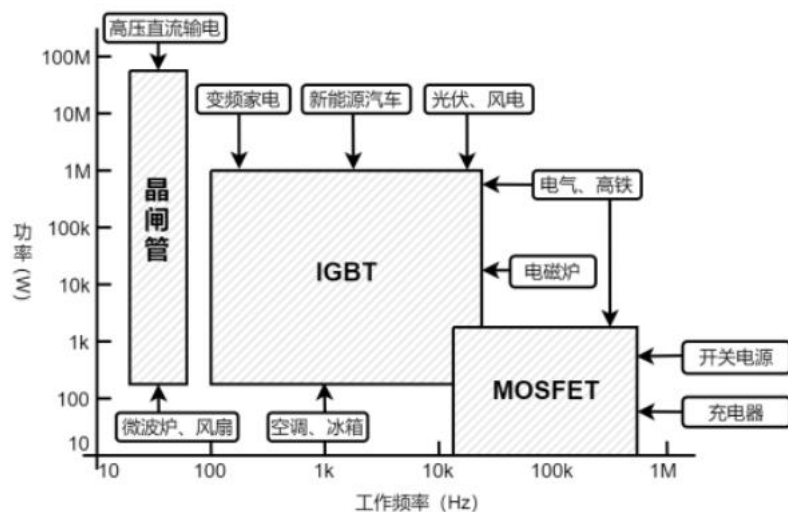 高压直流输电
100M
10M
1M
100k
10k
1k
100
10
功率(W)
变频家电
新能源汽车
光伏、风电
电气、高铁
电磁炉
开关电源
充电器
晶闸管
IGBT
MOSFET
微波炉、风扇
空调、冰箱
10
100
1k
10k
100k
1M
工作频率（Hz）